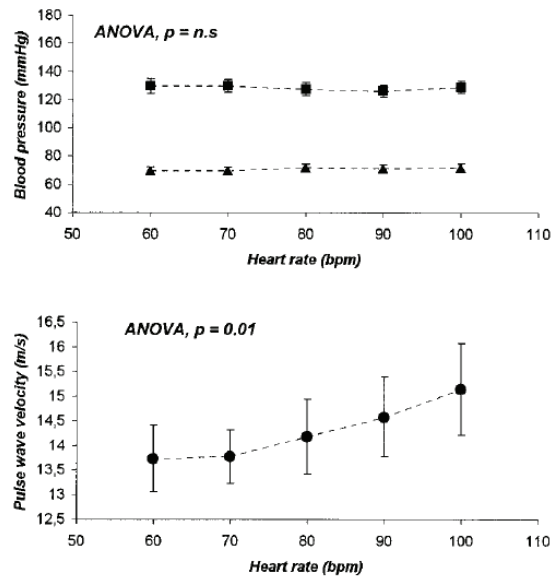 ANOVA, p = n.s
Blood pressure (mmHg)
180
160
140
120
100
80
60
40
50 60 70 80 90 100 110
Heart rate (bpm)
ANOVA, p = 0.01
Pulse wave velocity (m/s)
16,5
16
15,5
15
14,5
14
13,5
13
12,5
50 60 70 80 90 100 110
Heart rate (bpm)